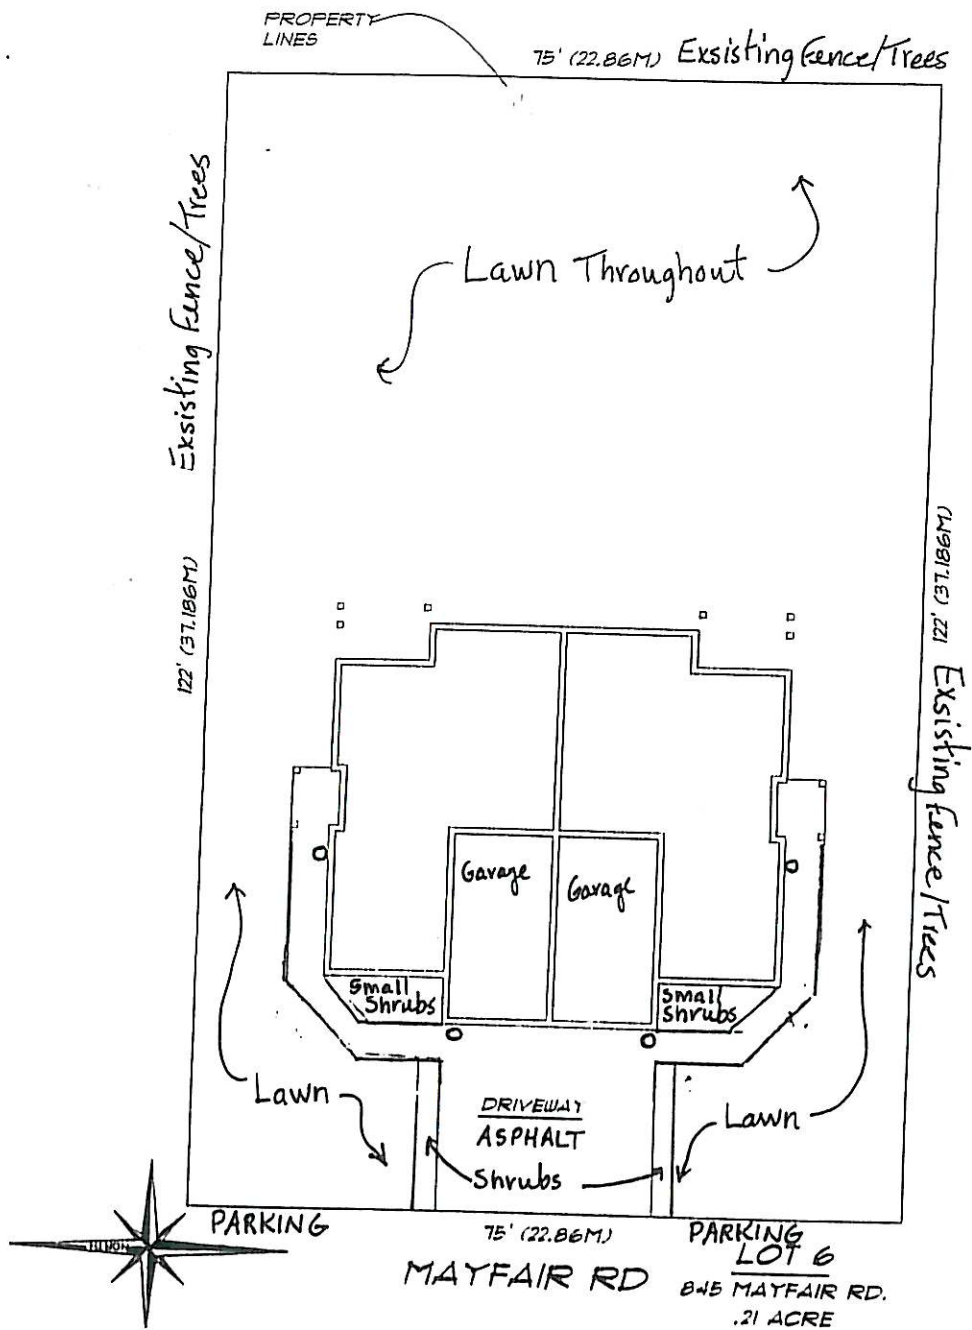 PROPERTY
LINES
75' (22.86M) Exsisting Fence/Trees
Exsisting Fence/Trees
Lawn Throughout
122' (37.186M)
122' (37.1881M) Exsisting Fence/Trees
Garage
Garage
Small
Shrubs
Small
Shrubs
Lawn
DRIVEWAY
ASPHALT
Lawn
Shrubs
NORTH
PARKING
75' (22.86M)
PARKING
MAYFAIR RD
LOT 6
845 MAYFAIR RD.
.21 ACRE